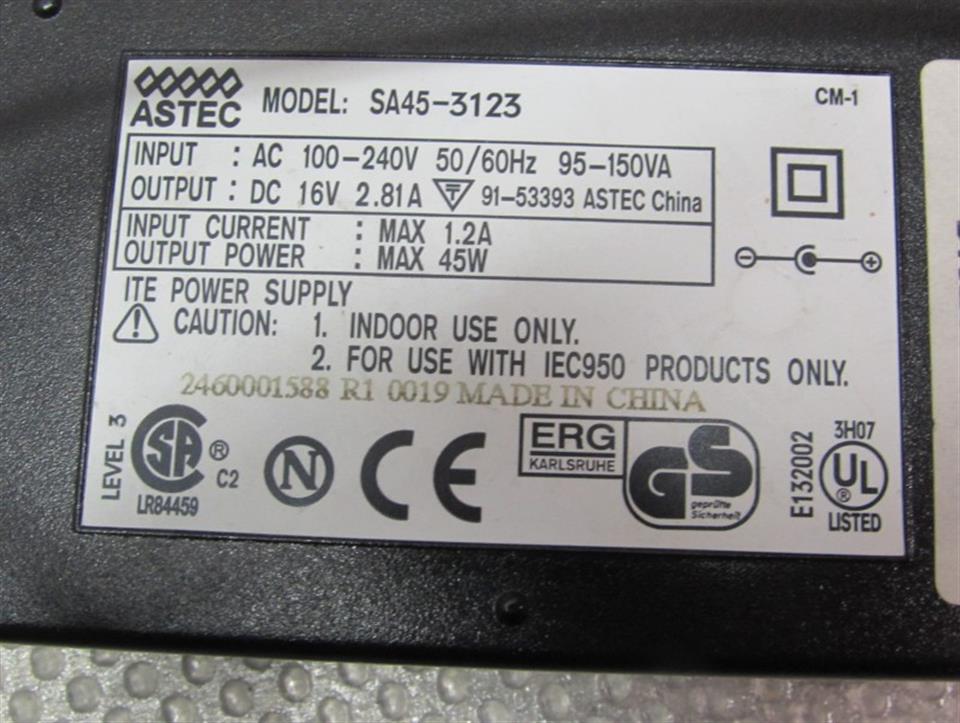 ASTEC MODEL: SA45-3123 CM-1
INPUT : AC 100-240V 50/60Hz 95-150VA
OUTPUT : DC 16V 2.81A T 91-53393 ASTEC China
INPUT CURRENT : MAX 1.2A
OUTPUT POWER : MAX 45W
ITE POWER SUPPLY
CAUTION: 1. INDOOR USE ONLY.
2. FOR USE WITH IEC950 PRODUCTS ONLY.
2460001588 R1 0019 MADE IN CHINA
LEVEL 3
SA ® C2
LR84459
N
CE
ERG
KARLSRUHE
GS
geprüfte
Sicherheit
E132002
3H07
UL ®
LISTED